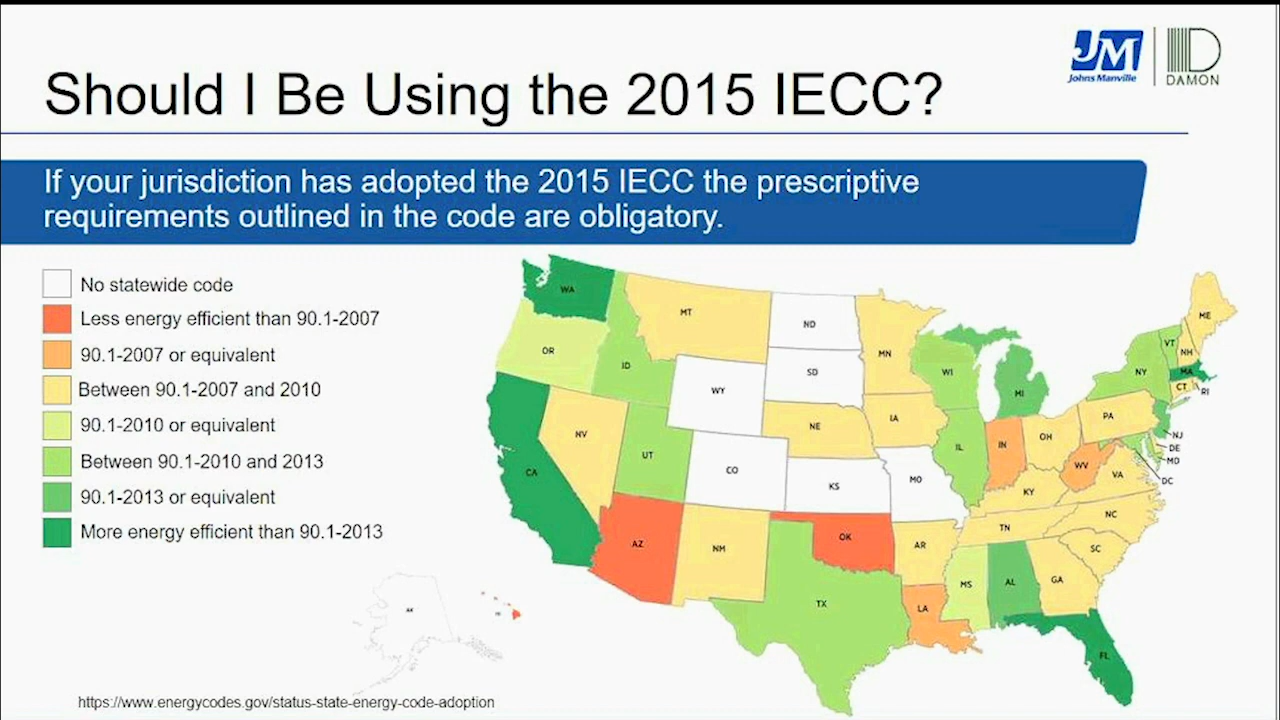 JM
Johns Manville
DAMON
Should I Be Using the 2015 IECC?
If your jurisdiction has adopted the 2015 IECC the prescriptive
requirements outlined in the code are obligatory.
No statewide code
Less energy efficient than 90.1-2007
90.1-2007 or equivalent
Between 90.1-2007 and 2010
90.1-2010 or equivalent
Between 90.1-2010 and 2013
90.1-2013 or equivalent
More energy efficient than 90.1-2013
WA
MT
ND
ME
OR
ID
MN
VT
NH
SD
WI
NY
MA
WY
MI
CT
RI
NV
NE
IA
PA
UT
IL
IN
OH
NJ
DE
MD
CA
CO
KS
MO
WV
VA
DC
KY
AZ
NM
OK
AR
TN
NC
SC
TX
LA
MS
AL
GA
AK
FL
https://www.energycodes.gov/status-state-energy-code-adoption